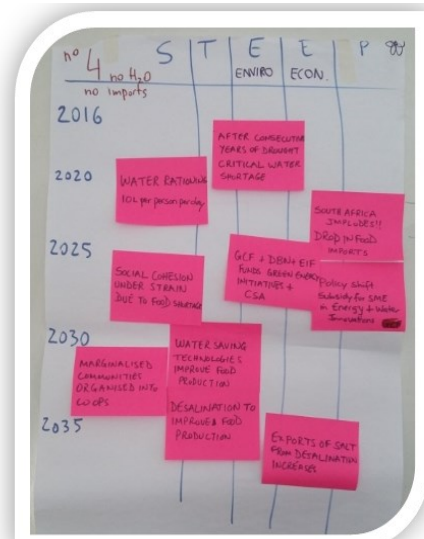 no 4 no H2O
no imports
S T E E P
ENVIRO ECON.
2016
AFTER CONSECUTIVE
YEARS OF DROUGHT
CRITICAL WATER
SHORTAGE
2020
WATER RATIONING
10L per person per day
SOUTH AFRICA
IMPLODES!!
DROP IN FOOD
IMPORTS
2025
SOCIAL COHESION
UNDER STRAIN
DUE TO FOOD SHORTAGE
GCF + DBN + EIF
FUNDS GREEN ENERGY
INITIATIVES +
CSA
Policy Shift
Subsidy for SME
in Energy + Water
Innovations
2030
WATER SAVING
TECHNOLOGIES
IMPROVE FOOD
PRODUCTION
DESALINATION TO
IMPROVE FOOD
PRODUCTION
MARGINALISED
COMMUNITIES
ORGANISED INTO
CO OPS
2035
EXPORTS OF SALT
FROM DESALINATION
INCREASES